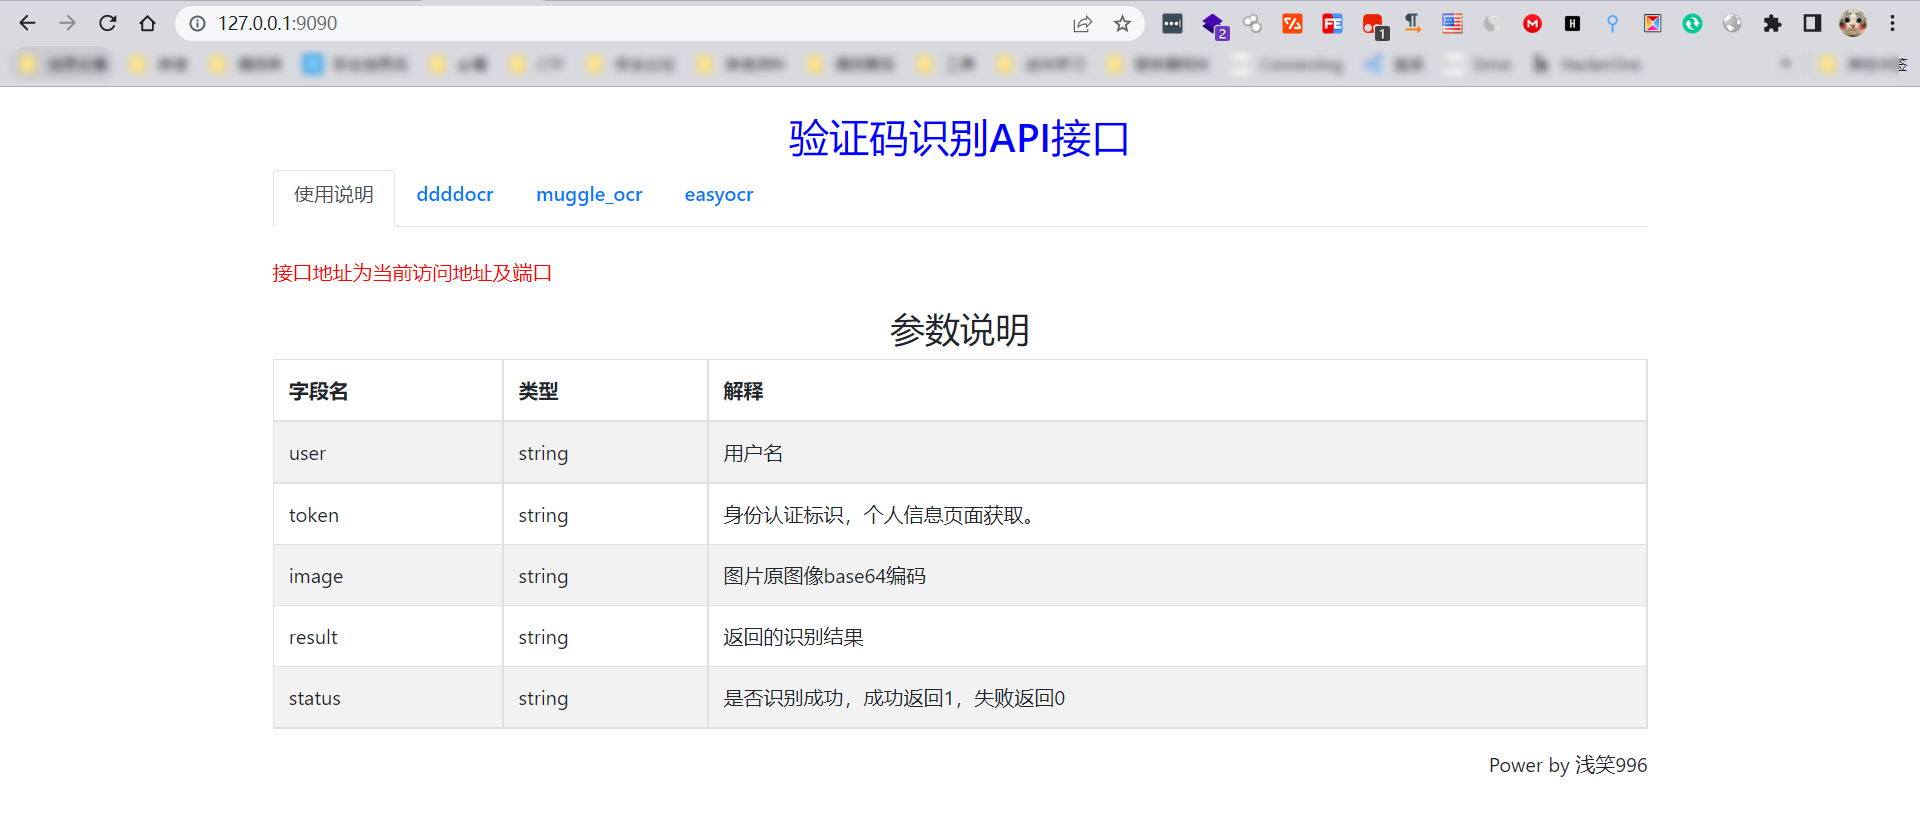 127.0.0.1:9090
2
1
Connecting
Drive
HackerOne
签
验证码识别API接口
使用说明 ddddocr muggle_ocr easyocr
接口地址为当前访问地址及端口
参数说明
字段名 类型 解释
user string 用户名
token string 身份认证标识，个人信息页面获取。
image string 图片原图像base64编码
result string 返回的识别结果
status string 是否识别成功，成功返回1，失败返回0
Power by 浅笑996